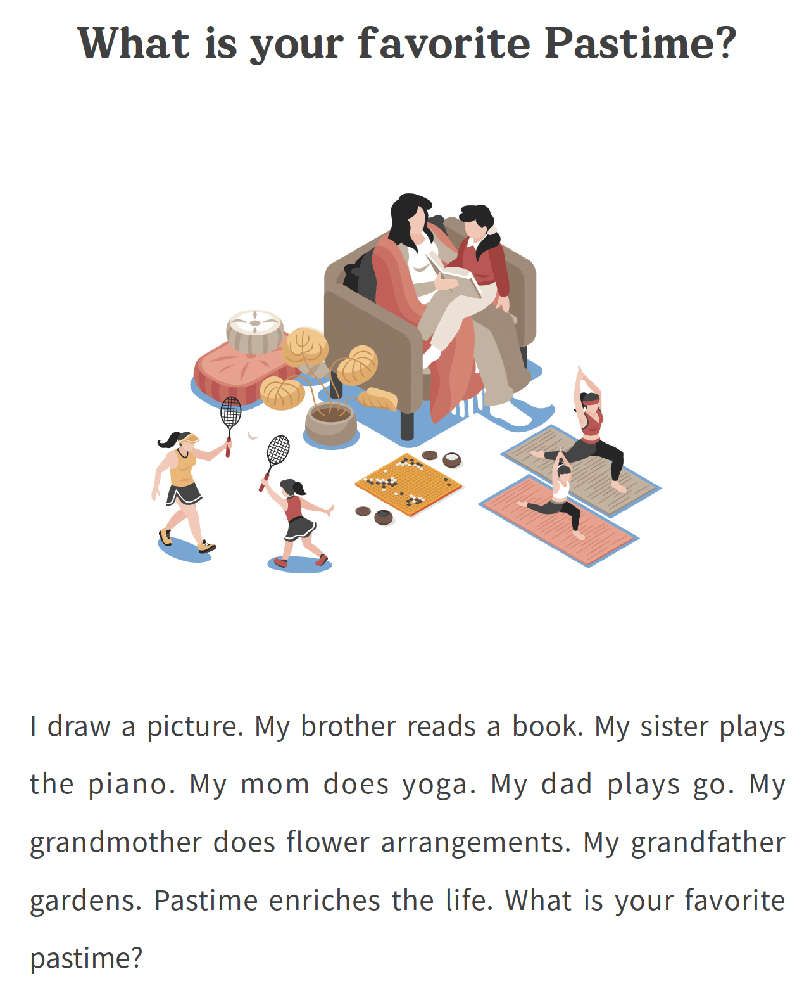 What is your favorite Pastime?
I draw a picture. My brother reads a book. My sister plays
the piano. My mom does yoga. My dad plays go. My
grandmother does flower arrangements. My grandfather
gardens. Pastime enriches the life. What is your favorite
pastime?